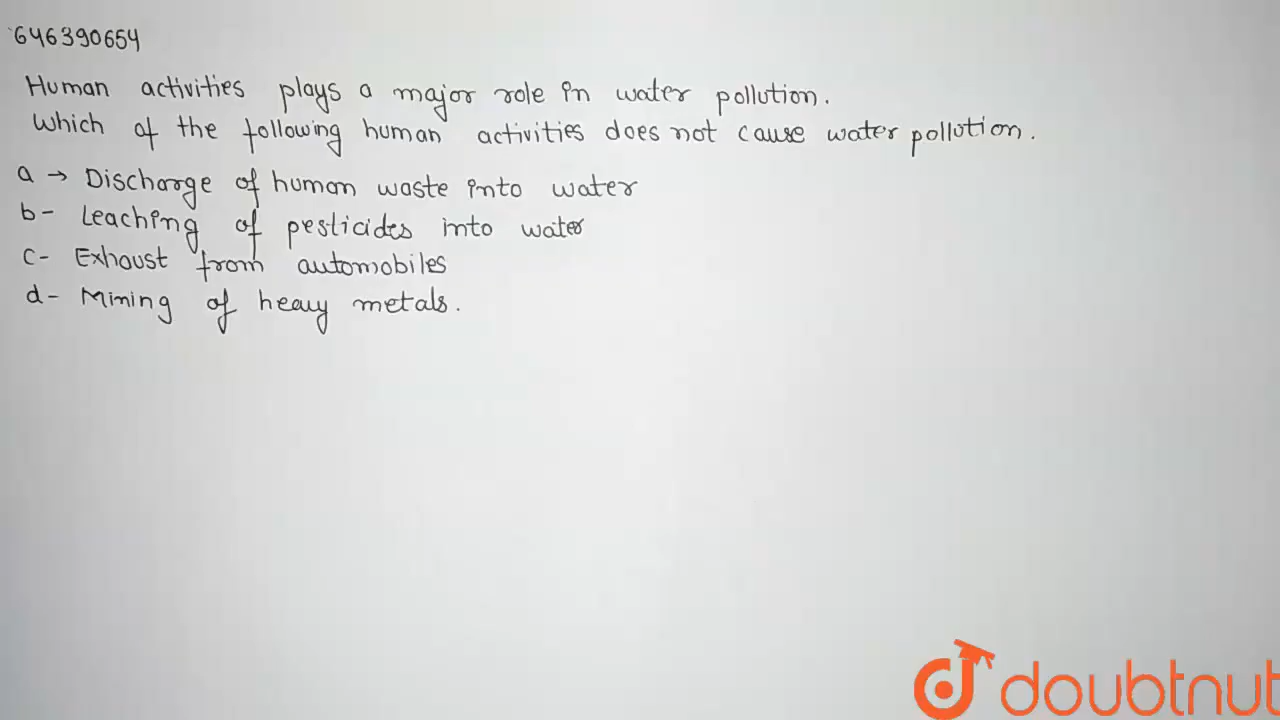 646390654
Human activities plays a major role in water pollution.
Which of the following human activities does not cause water pollution.
a → Discharge of human waste into water
b- Leaching of pesticides into water
c- Exhoust from automobiles
d- Mining of heavy metals.
doubtnut